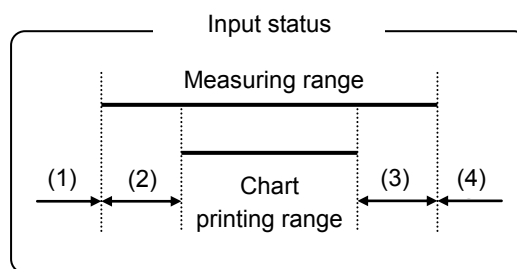 Input status
Measuring range
(1)
(2)
(3)
(4)
Chart
printing range